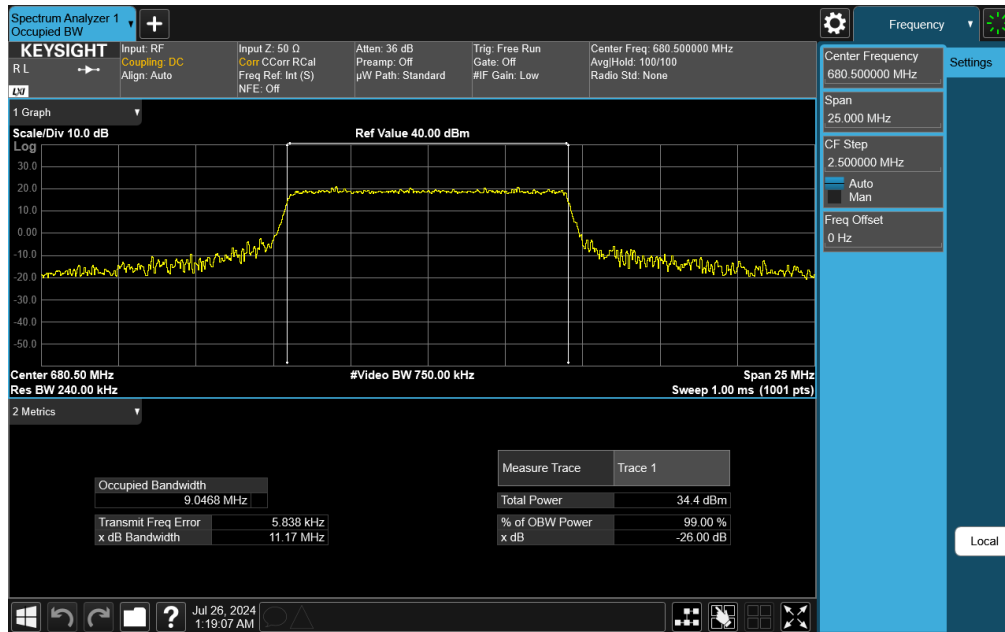 Spectrum Analyzer 1
Occupied BW
Frequency
KEYSIGHT
R L
LXI
Input: RF
Coupling: DC
Align: Auto
Input Z: 50 Ω
Corr CCorr RCal
Freq Ref: Int (S)
NFE: Off
Atten: 36 dB
Preamp: Off
µW Path: Standard
Trig: Free Run
Gate: Off
#IF Gain: Low
Center Freq: 680.500000 MHz
Avg|Hold: 100/100
Radio Std: None
Center Frequency
680.500000 MHz
Settings
Span
25.000 MHz
CF Step
2.500000 MHz
Auto
Man
Freq Offset
0 Hz
Local
1 Graph
Scale/Div 10.0 dB
Ref Value 40.00 dBm
Log
30.0
20.0
10.0
0.00
-10.0
-20.0
-30.0
-40.0
-50.0
Center 680.50 MHz
#Video BW 750.00 kHz
Span 25 MHz
Res BW 240.00 kHz
Sweep 1.00 ms (1001 pts)
2 Metrics
Measure Trace Trace 1
Occupied Bandwidth
9.0468 MHz
Total Power 34.4 dBm
Transmit Freq Error 5.838 kHz
% of OBW Power 99.00 %
x dB Bandwidth 11.17 MHz
x dB -26.00 dB
?
Jul 26, 2024
1:19:07 AM